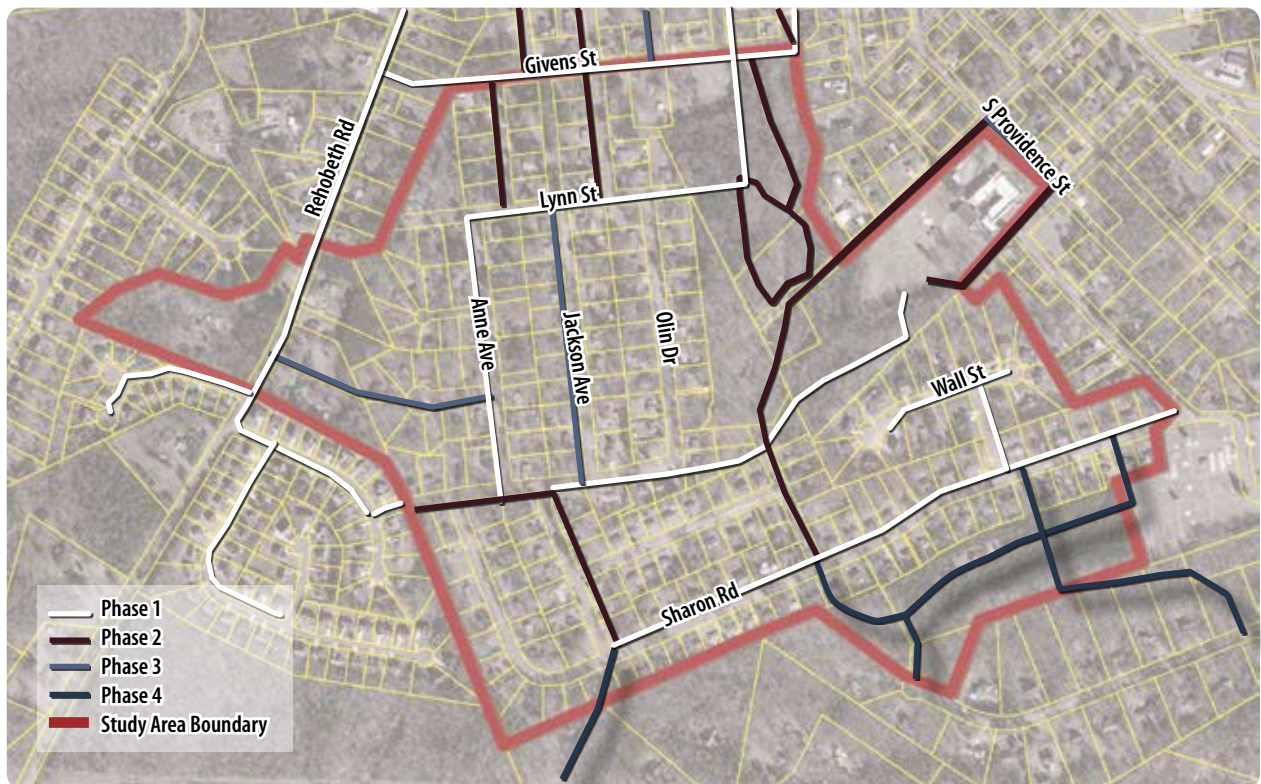 Givens St
S Providence St
Rehobeth Rd
Lynn St
Anne Ave
Jackson Ave
Olin Dr
Wall St
Sharon Rd
Phase 1
Phase 2
Phase 3
Phase 4
Study Area Boundary